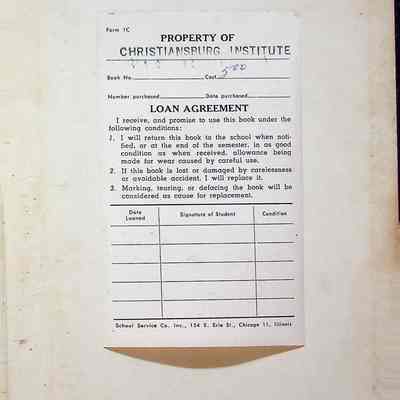 Form 1C
PROPERTY OF
CHRISTIANSBURG INSTITUTE
Book No. Cost 5.00
Number purchased Date purchased
LOAN AGREEMENT
I receive, and promise to use this book under the
following conditions:
1. I will return this book to the school when noti-
fied, or at the end of the semester, in as good
condition as when received, allowance being
made for wear caused by careful use.
2. If this book is lost or damaged by carelessness
or avoidable accident, I will replace it.
3. Marking, tearing, or defacing the book will be
considered as cause for replacement.
Date Loaned Signature of Student Condition
School Service Co. Inc., 154 E. Erie St., Chicago 11, Illinois